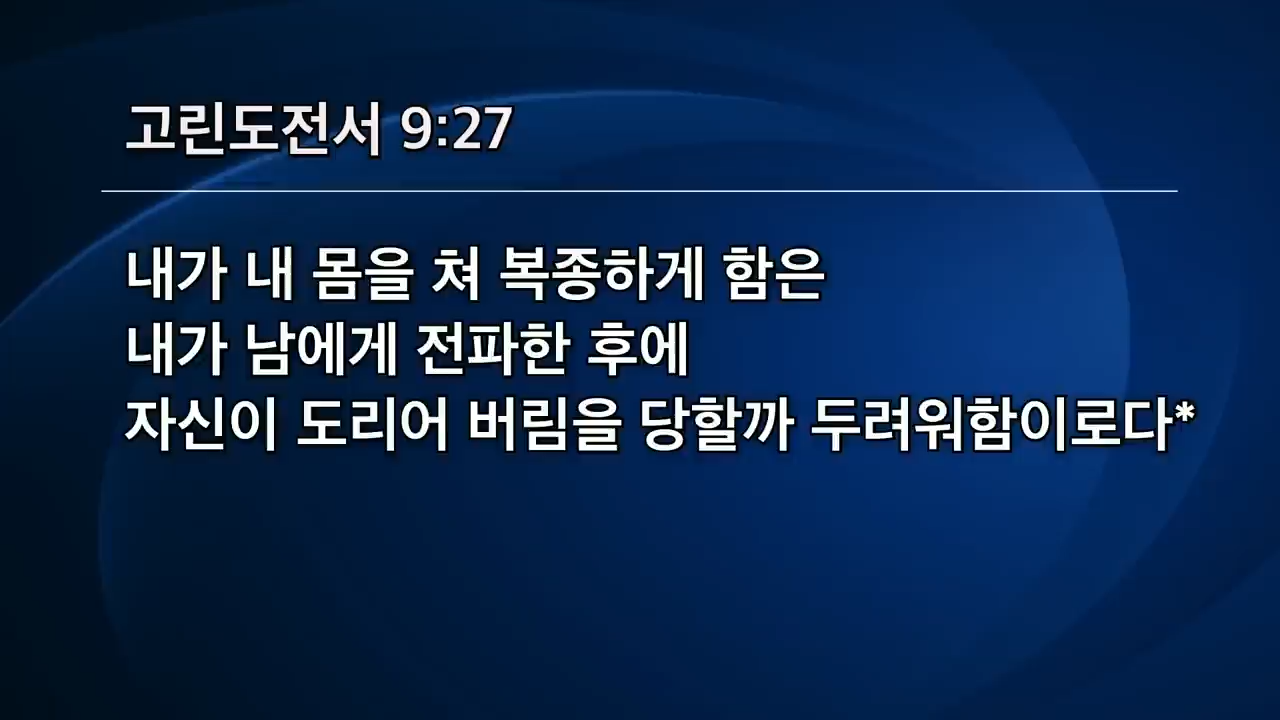 고린도전서 9:27
내가 내 몸을 쳐 복종하게 함은
내가 남에게 전파한 후에
자신이 도리어 버림을 당할까 두려워함이로다*